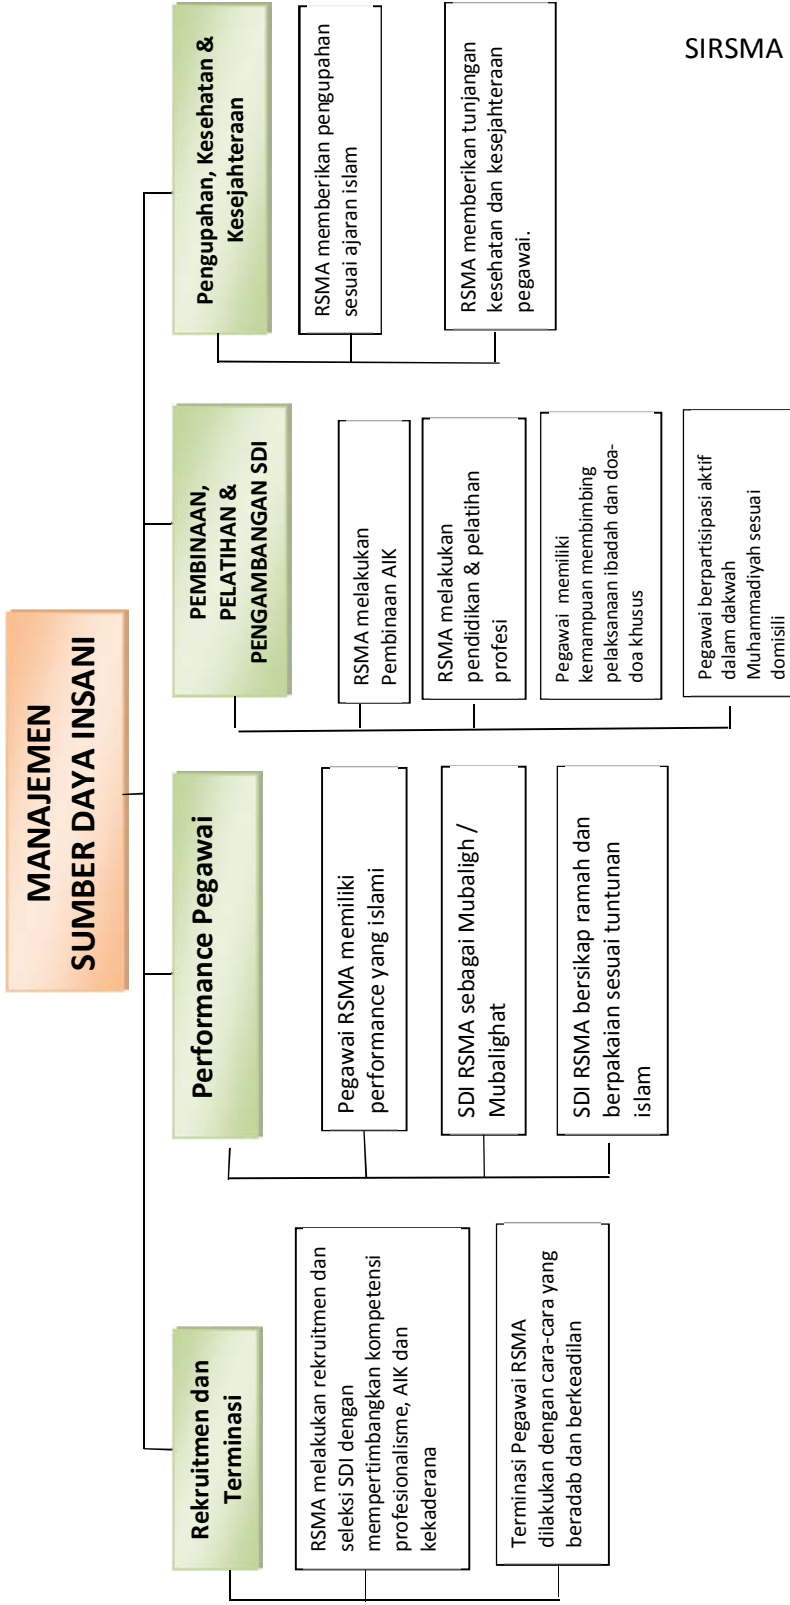 SIRSMA
MANAJEMEN
SUMBER DAYA INSANI
Rekruitmen dan
Terminasi
RSMA melakukan rekruitmen dan
seleksi SDI dengan
mempertimbangkan kompetensi
profesionalisme, AIK dan
kekaderana
Terminasi Pegawai RSMA
dilakukan dengan cara-cara yang
beradab dan berkeadilan
Performance Pegawai
Pegawai RSMA memiliki
performance yang islami
SDI RSMA sebagai Mubaligh /
Mubalighat
SDI RSMA bersikap ramah dan
berpakaian sesuai tuntunan
islam
PEMBINAAN,
PELATIHAN &
PENGAMBANGAN SDI
RSMA melakukan
Pembinaan AIK
RSMA melakukan
pendidikan & pelatihan
profesi
Pegawai memiliki
kemampuan membimbing
pelaksanaan ibadah dan doa-
doa khusus
Pegawai berpartisipasi aktif
dalam dakwah
Muhammadiyah sesuai
domisili
Pengupahan, Kesehatan &
Kesejahteraan
RSMA memberikan pengupahan
sesuai ajaran islam
RSMA memberikan tunjangan
kesehatan dan kesejahteraan
pegawai.